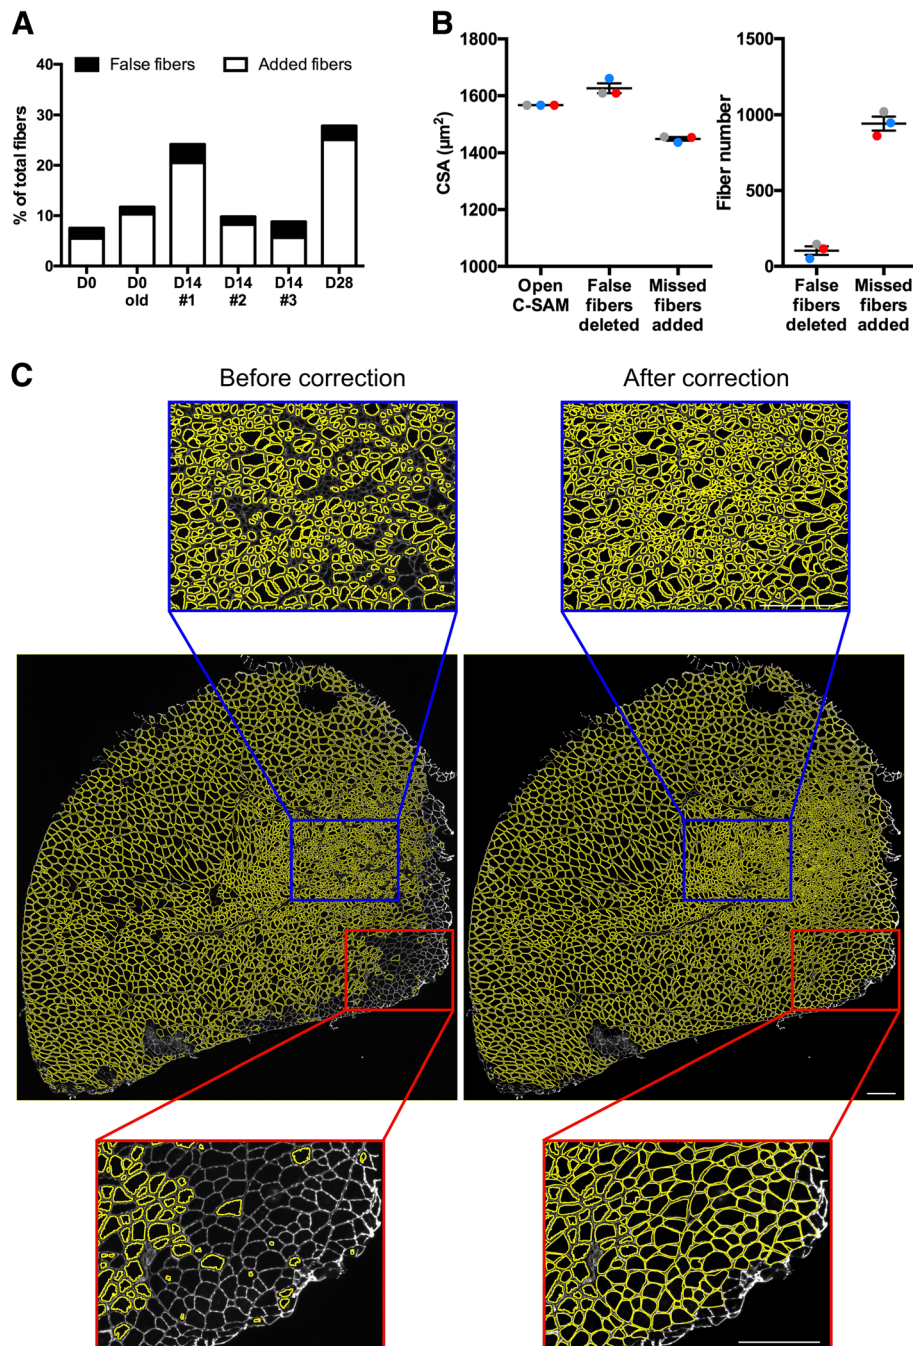 A
False fibers
Added fibers
% of total fibers
40
30
20
10
0
D0
D0 old
D14 #1
D14 #2
D14 #3
D28
B
CSA (µm²)
1800
1600
1400
1200
1000
Open C-SAM
False fibers deleted
Missed fibers added
Fiber number
1500
1000
500
0
False fibers deleted
Missed fibers added
C
Before correction
After correction